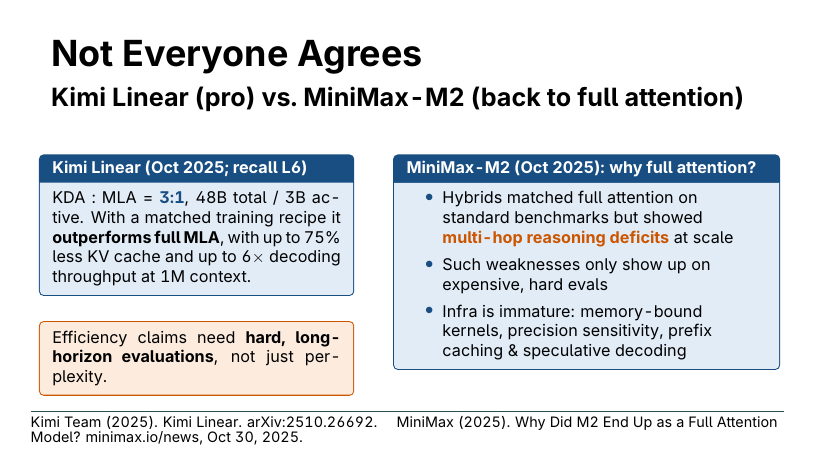 Not Everyone Agrees
Kimi Linear (pro) vs. MiniMax-M2 (back to full attention)
Kimi Linear (Oct 2025; recall L6)
KDA : MLA = 3:1, 48B total / 3B ac-
tive. With a matched training recipe it
outperforms full MLA, with up to 75%
less KV cache and up to 6× decoding
throughput at 1M context.
Efficiency claims need hard, long-
horizon evaluations, not just per-
plexity.
MiniMax-M2 (Oct 2025): why full attention?
• Hybrids matched full attention on
standard benchmarks but showed
multi-hop reasoning deficits at scale
• Such weaknesses only show up on
expensive, hard evals
• Infra is immature: memory-bound
kernels, precision sensitivity, prefix
caching & speculative decoding
Kimi Team (2025). Kimi Linear. arXiv:2510.26692. MiniMax (2025). Why Did M2 End Up as a Full Attention
Model? minimax.io/news, Oct 30, 2025.